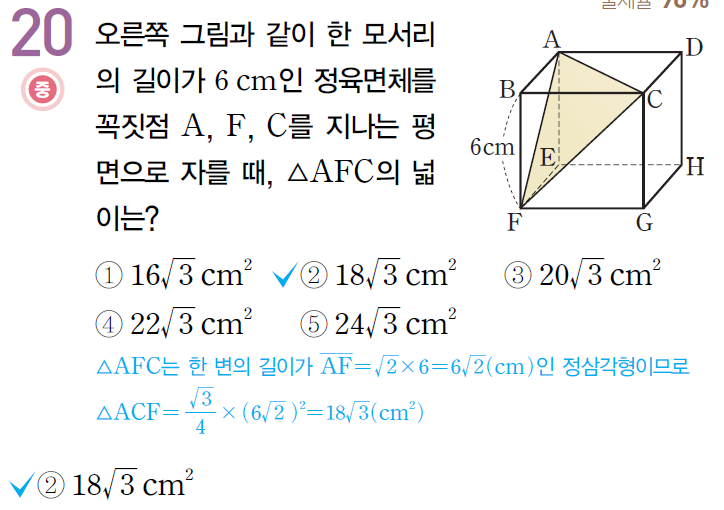 20
중
오른쪽 그림과 같이 한 모서리
의 길이가 6 cm인 정육면체를
꼭짓점 A, F, C를 지나는 평
면으로 자를 때, △AFC의 넓
이는?
A
D
B
C
6cm
E
H
F
G
① 16√3 cm² ② 18√3 cm² ③ 20√3 cm²
④ 22√3 cm² ⑤ 24√3 cm²
△AFC는 한 변의 길이가 A̅F̅=√2×6=6√2(cm)인 정삼각형이므로
△ACF=√3/4×(6√2)²=18√3(cm²)
② 18√3 cm²